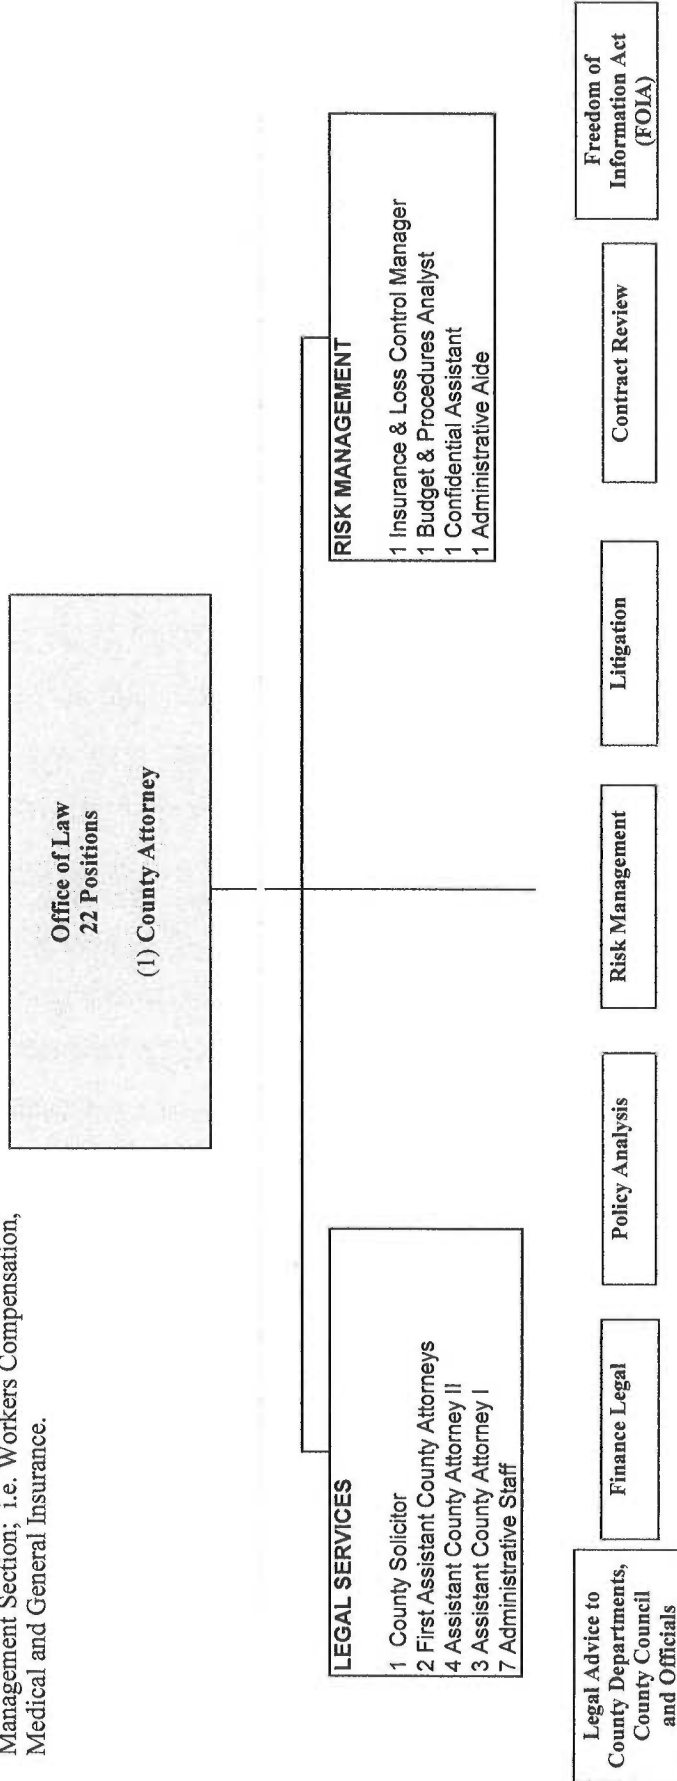 Management Section; i.e. Workers Compensation,
Medical and General Insurance.
Office of Law
22 Positions
(1) County Attorney
LEGAL SERVICES
1 County Solicitor
2 First Assistant County Attorneys
4 Assistant County Attorney II
3 Assistant County Attorney I
7 Administrative Staff
RISK MANAGEMENT
1 Insurance & Loss Control Manager
1 Budget & Procedures Analyst
1 Confidential Assistant
1 Administrative Aide
Legal Advice to
County Departments,
County Council
and Officials
Finance Legal
Policy Analysis
Risk Management
Litigation
Contract Review
Freedom of
Information Act
(FOIA)